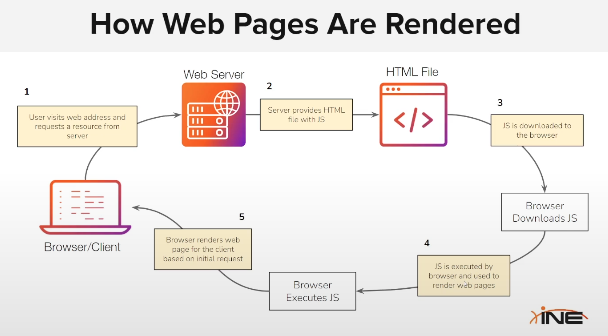 How Web Pages Are Rendered
1
User visits web address and
requests a resource from
server
Web Server
2
Server provides HTML
file with JS
HTML File
</>
3
JS is downloaded to
the browser
Browser
Downloads JS
4
JS is executed by
browser and used to
render web pages
Browser
Executes JS
5
Browser renders web
page for the client
based on initial request
Browser/Client
INE